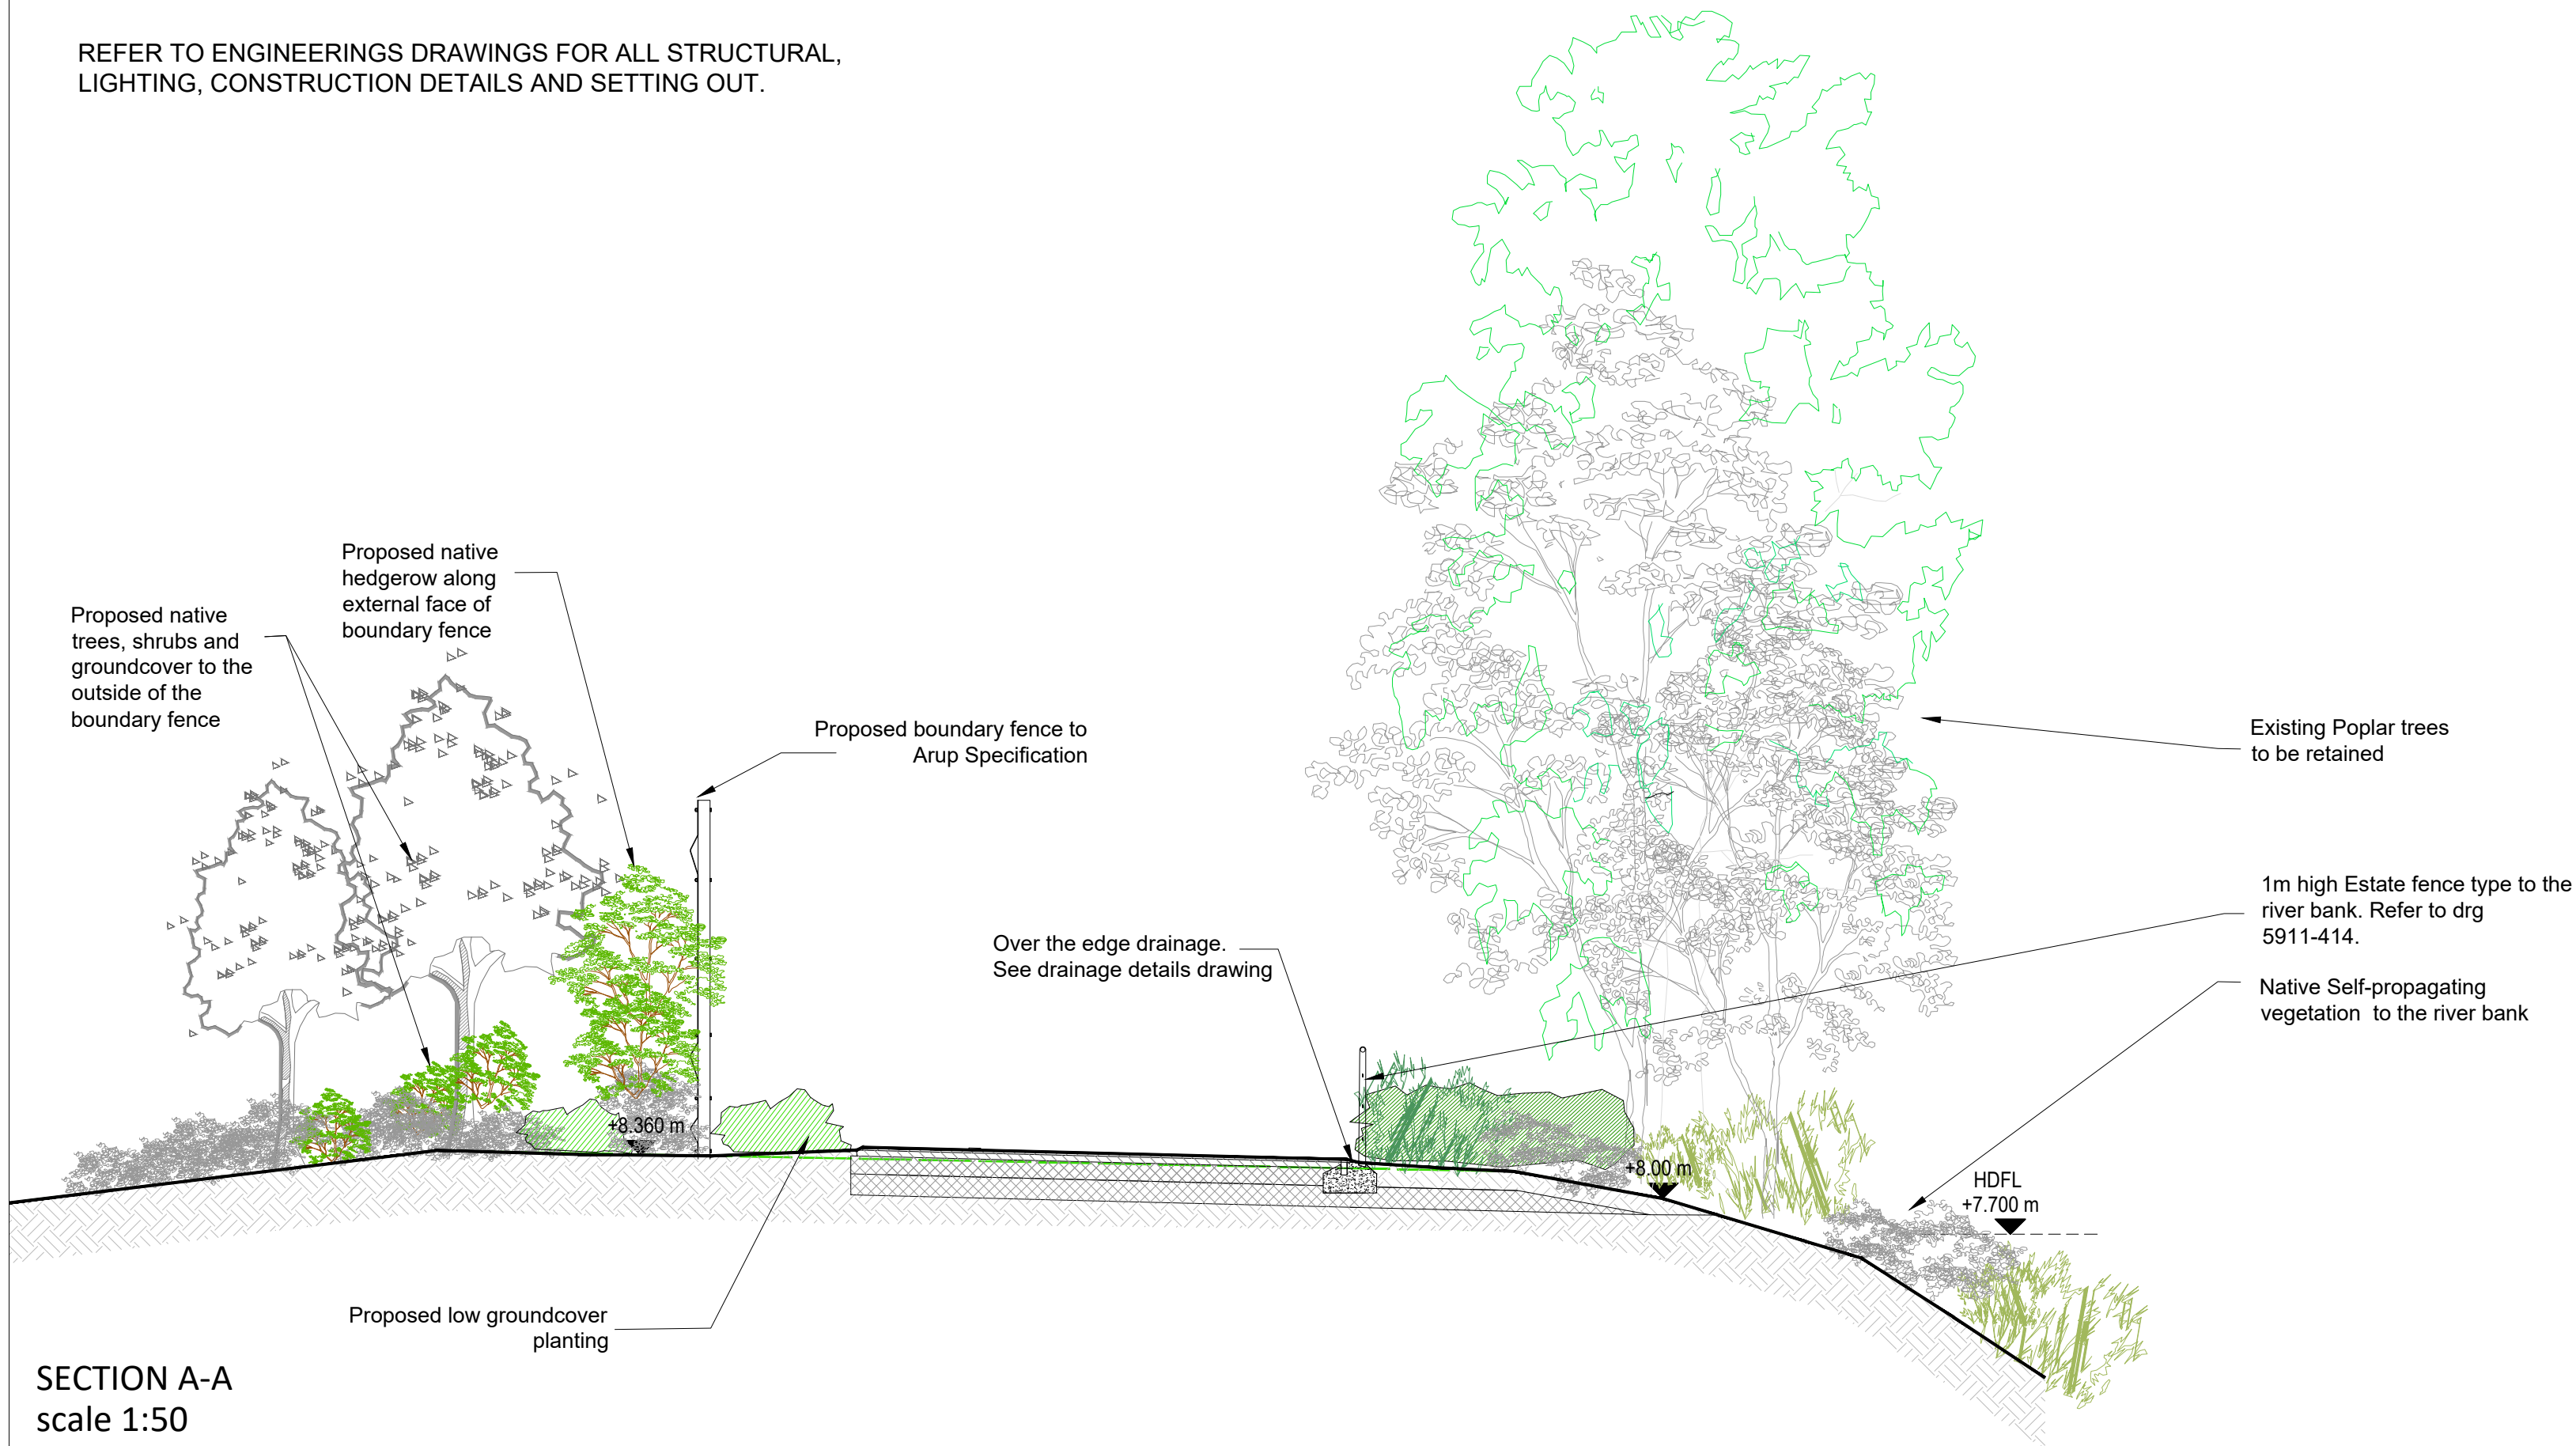 REFER TO ENGINEERINGS DRAWINGS FOR ALL STRUCTURAL,
LIGHTING, CONSTRUCTION DETAILS AND SETTING OUT.
Proposed native
hedgerow along
external face of
boundary fence
Proposed native
trees, shrubs and
groundcover to the
outside of the
boundary fence
Proposed boundary fence to
Arup Specification
Existing Poplar trees
to be retained
1m high Estate fence type to the
river bank. Refer to drg
5911-414.
Over the edge drainage.
See drainage details drawing
Native Self-propagating
vegetation to the river bank
+8.360 m
+8.00 m
HDFL
+7.700 m
Proposed low groundcover
planting
SECTION A-A
scale 1:50